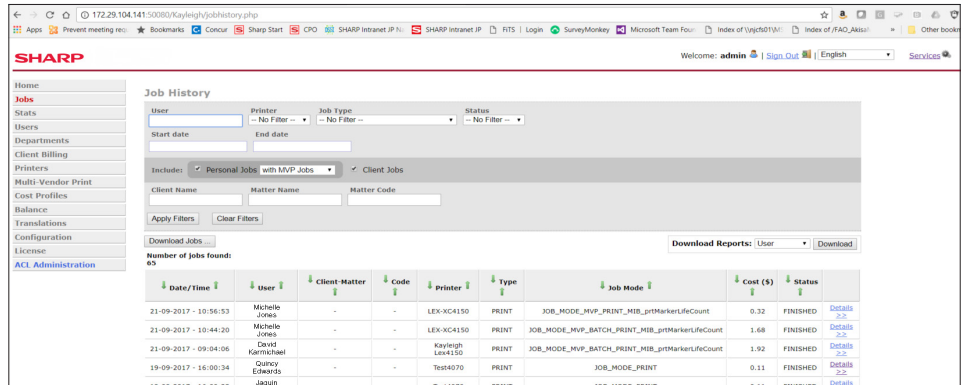 172.29.104.141:50080/Kayleigh/jobhistory.php
Apps Prevent meeting req Bookmarks Concur Sharp Start CPO SHARP Intranet JP SHARP Intranet JP FITS | Login SurveyMonkey Microsoft Team Foun Index of Index of » Other bookm
SHARP
Welcome: admin | Sign Out | English Services
Home
Jobs
Stats
Users
Departments
Client Billing
Printers
Multi-Vendor Print
Cost Profiles
Balance
Translations
Configuration
License
ACL Administration
Job History
User Printer Job Type Status
-- No Filter -- -- No Filter -- -- No Filter --
Start date End date
Include: Personal Jobs with MVP Jobs Client Jobs
Client Name Matter Name Matter Code
Apply Filters Clear Filters
Download Jobs ...
Download Reports: User Download
Number of jobs found:
65
Date/Time User Client-Matter Code Printer Type Job Mode Cost ($) Status
21-09-2017 - 10:56:53 Michelle Jones - - LEX-XC4150 PRINT JOB_MODE_MVP_PRINT_MIB_prtMarkerLifeCount 0.32 FINISHED Details >>
21-09-2017 - 10:44:20 Michelle Jones - - LEX-XC4150 PRINT JOB_MODE_MVP_BATCH_PRINT_MIB_prtMarkerLifeCount 1.68 FINISHED Details >>
21-09-2017 - 09:04:06 David Karmichael - - Kayleigh Lex4150 PRINT JOB_MODE_MVP_BATCH_PRINT_MIB_prtMarkerLifeCount 1.92 FINISHED Details >>
19-09-2017 - 16:00:34 Quincy Edwards - - Test4070 PRINT JOB_MODE_PRINT 0.11 FINISHED Details >>
Jaquin Details